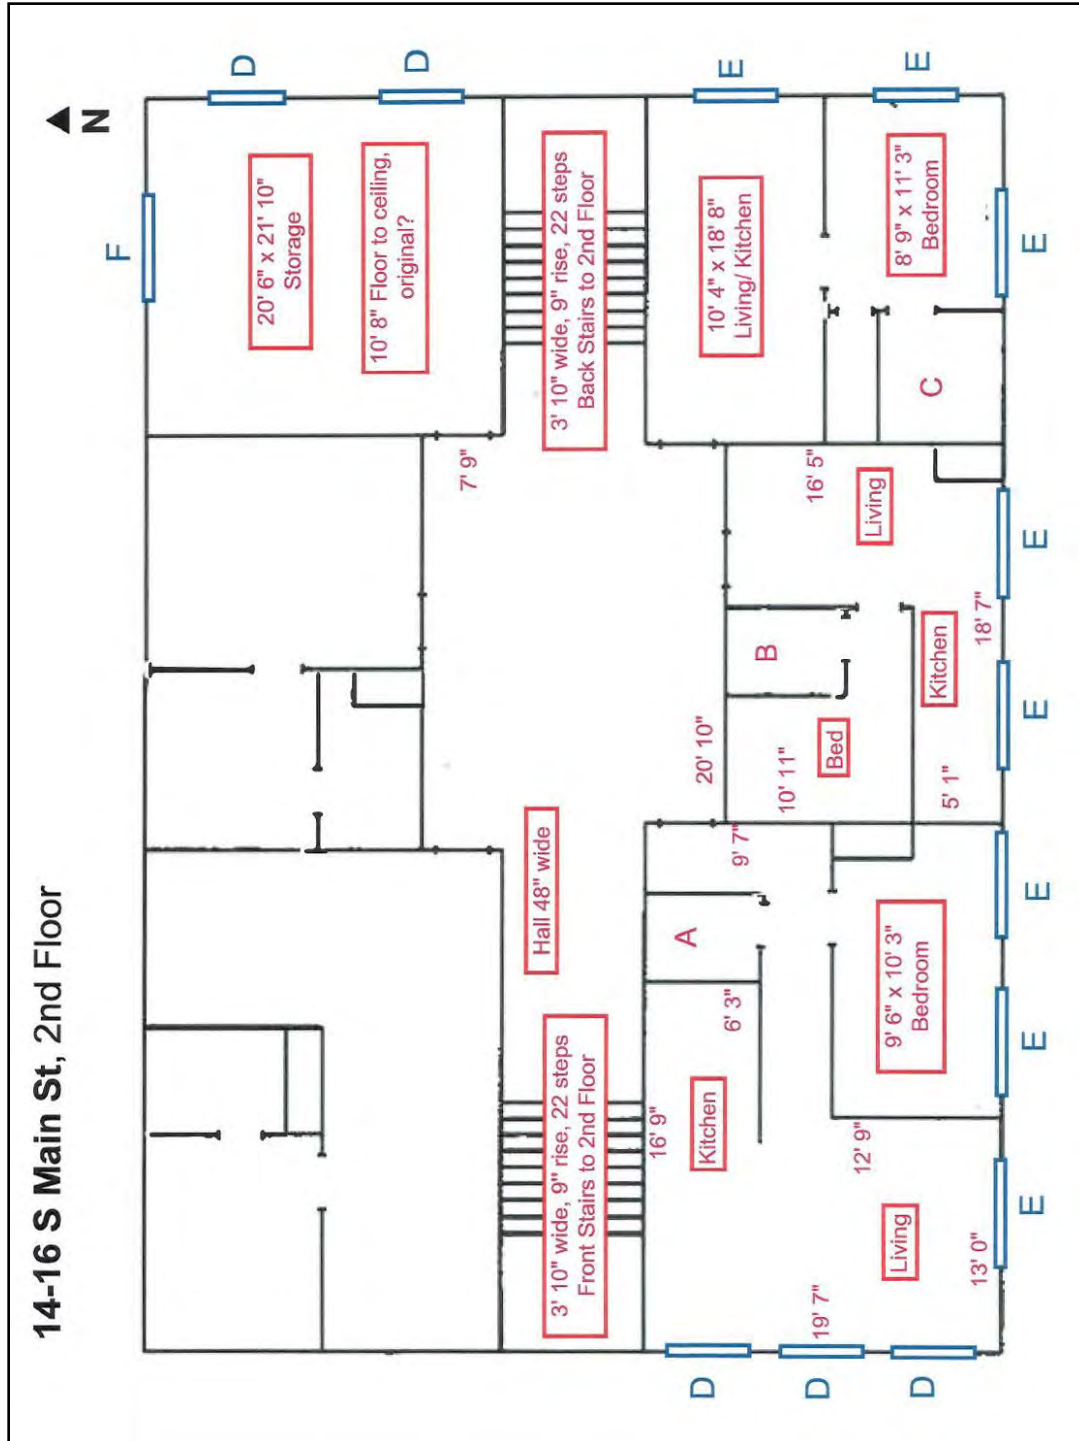 14-16 S Main St, 2nd Floor
N
F
D
D
E
E
20' 6" x 21' 10"
Storage
10' 8" Floor to ceiling,
original?
3' 10" wide, 9" rise, 22 steps
Back Stairs to 2nd Floor
10' 4" x 18' 8"
Living/ Kitchen
8' 9" x 11' 3"
Bedroom
E
C
7' 9"
16' 5"
Living
E
18' 7"
B
Kitchen
E
20' 10"
10' 11"
Bed
5' 1"
Hall 48" wide
9' 7"
A
E
6' 3"
9' 6" x 10' 3"
Bedroom
E
3' 10" wide, 9" rise, 22 steps
Front Stairs to 2nd Floor
16' 9"
Kitchen
12' 9"
Living
13' 0"
E
19' 7"
D
D
D